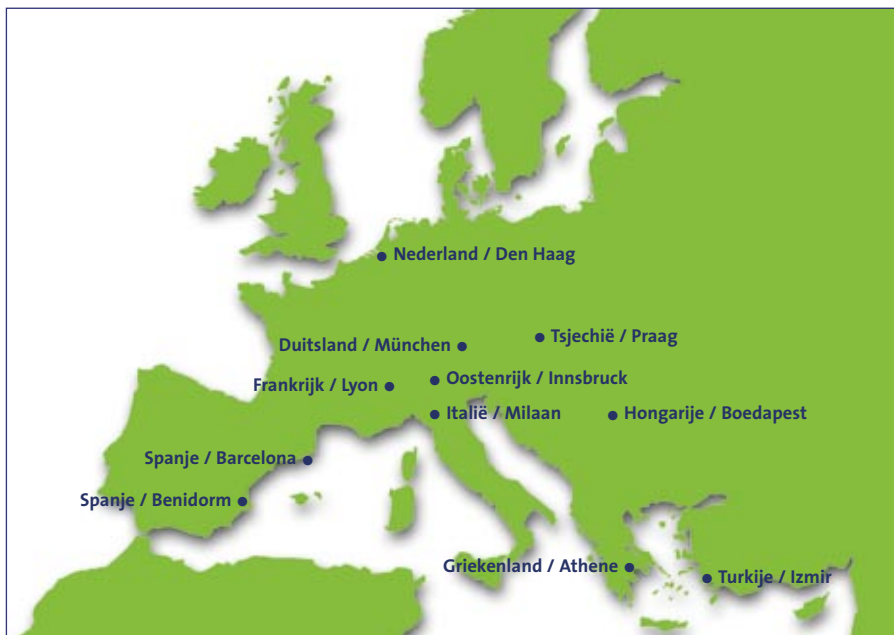 Nederland / Den Haag
Tsjechië / Praag
Duitsland / München
Oostenrijk / Innsbruck
Frankrijk / Lyon
Italië / Milaan
Hongarije / Boedapest
Spanje / Barcelona
Spanje / Benidorm
Griekenland / Athene
Turkije / Izmir